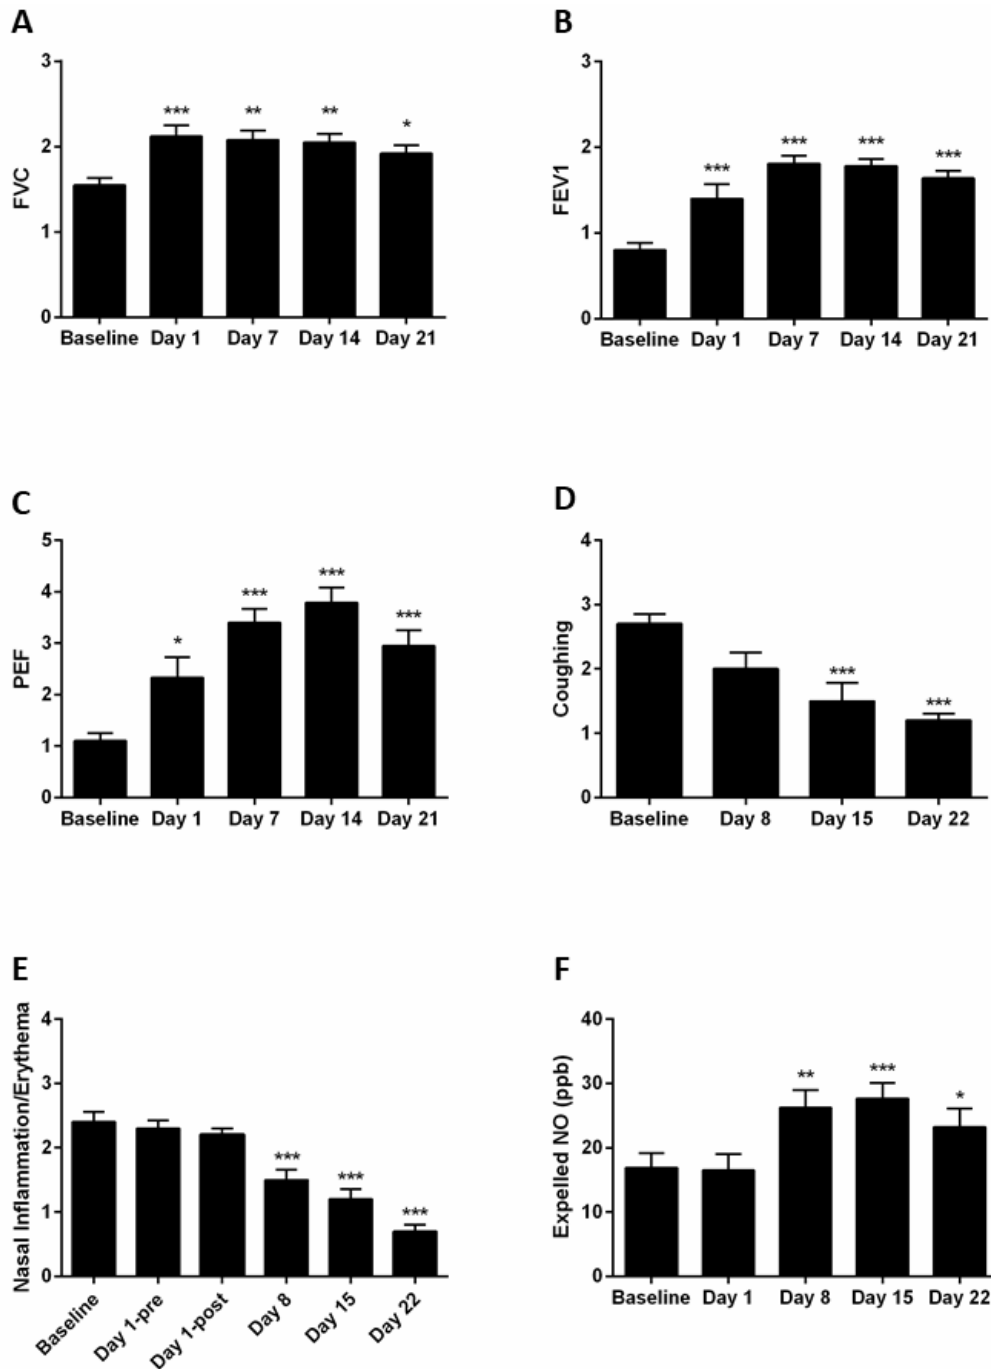 A
FVC
3
2
1
0
***
**
**
*
Baseline Day 1 Day 7 Day 14 Day 21
B
FEV1
3
2
1
0
***
***
***
***
Baseline Day 1 Day 7 Day 14 Day 21
C
PEF
5
4
3
2
1
0
*
***
***
***
Baseline Day 1 Day 7 Day 14 Day 21
D
Coughing
4
3
2
1
0
***
***
Baseline Day 8 Day 15 Day 22
E
Nasal Inflammation/Erythema
4
3
2
1
0
***
***
***
Baseline
Day 1-pre
Day 1-post
Day 8
Day 15
Day 22
F
Expelled NO (ppb)
40
30
20
10
0
**
***
*
Baseline Day 1 Day 8 Day 15 Day 22